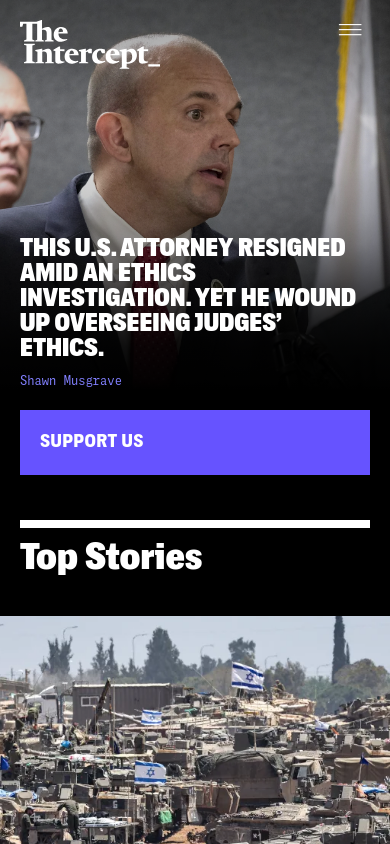 The
Intercept_
THIS U.S. ATTORNEY RESIGNED
AMID AN ETHICS
INVESTIGATION. YET HE WOUND
UP OVERSEEING JUDGES’
ETHICS.
Shawn Musgrave
SUPPORT US
Top Stories